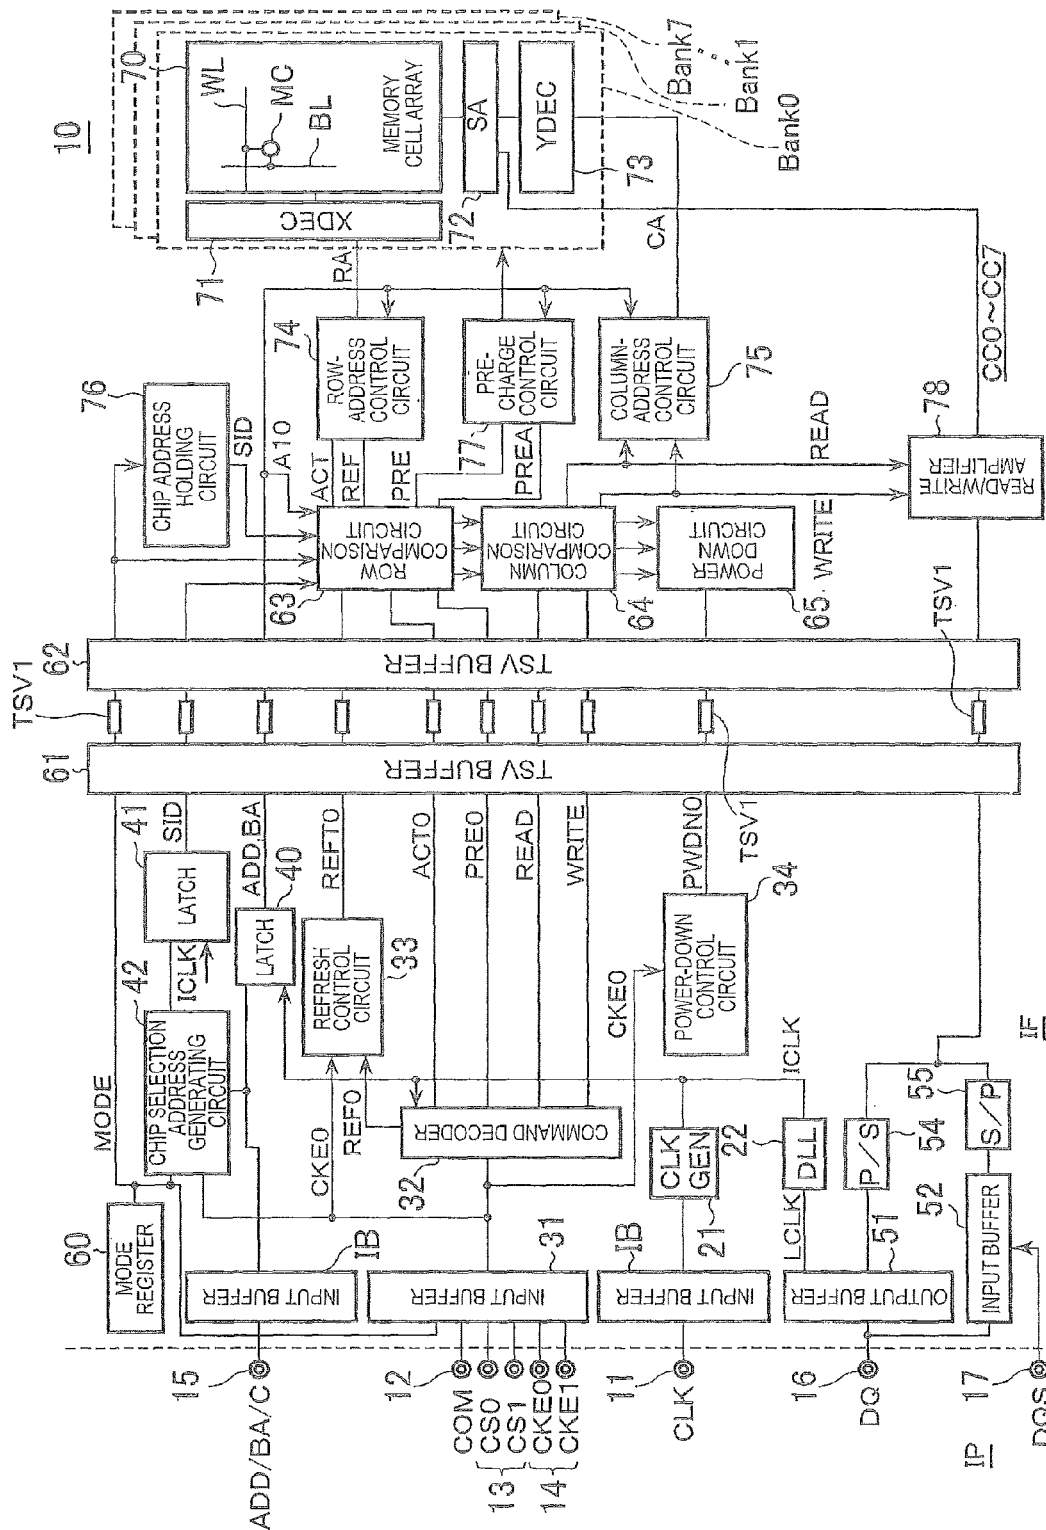 10
ADD/BA/C
15
COM
12
CS0
CS1
13
CKE0
CKE1
14
CLK
11
DQ
16
DQS
17
IP
IF
60
MODE
REGISTER
INPUT BUFFER
IB
INPUT BUFFER
31
INPUT BUFFER
IB
OUTPUT BUFFER
51
INPUT BUFFER
52
MODE
CHIP SELECTION
ADDRESS
GENERATING
CIRCUIT
42
ICLK
LATCH
41
SID
LATCH
40
ADD,BA
CKE0
REF0
REFRESH
CONTROL
CIRCUIT
33
REFT0
COMMAND DECODER
32
ACT0
PRE0
READ
WRITE
CKE0
POWER-DOWN
CONTROL
CIRCUIT
34
PWDN0
CLK
GEN
21
LCLK
DLL
22
ICLK
P/S
54
S/P
55
TSV BUFFER
61
TSV1
TSV1
TSV1
TSV BUFFER
62
CHIP ADDRESS
HOLDING
CIRCUIT
76
SID
A10
ROW
COMPARISON
CIRCUIT
63
ACT
REF
PRE
PREA
COLUMN
COMPARISON
CIRCUIT
64
POWER
DOWN
CIRCUIT
65
WRITE
READ
ROW-
ADDRESS
CONTROL
CIRCUIT
74
RA
PRE-
CHARGE
CONTROL
CIRCUIT
77
COLUMN-
ADDRESS
CONTROL
CIRCUIT
75
CA
READ/WRITE
AMPLIFIER
78
CC0~CC7
XDEC
71
70
WL
MC
BL
MEMORY
CELL ARRAY
SA
72
YDEC
73
Bank7
Bank1
Bank0